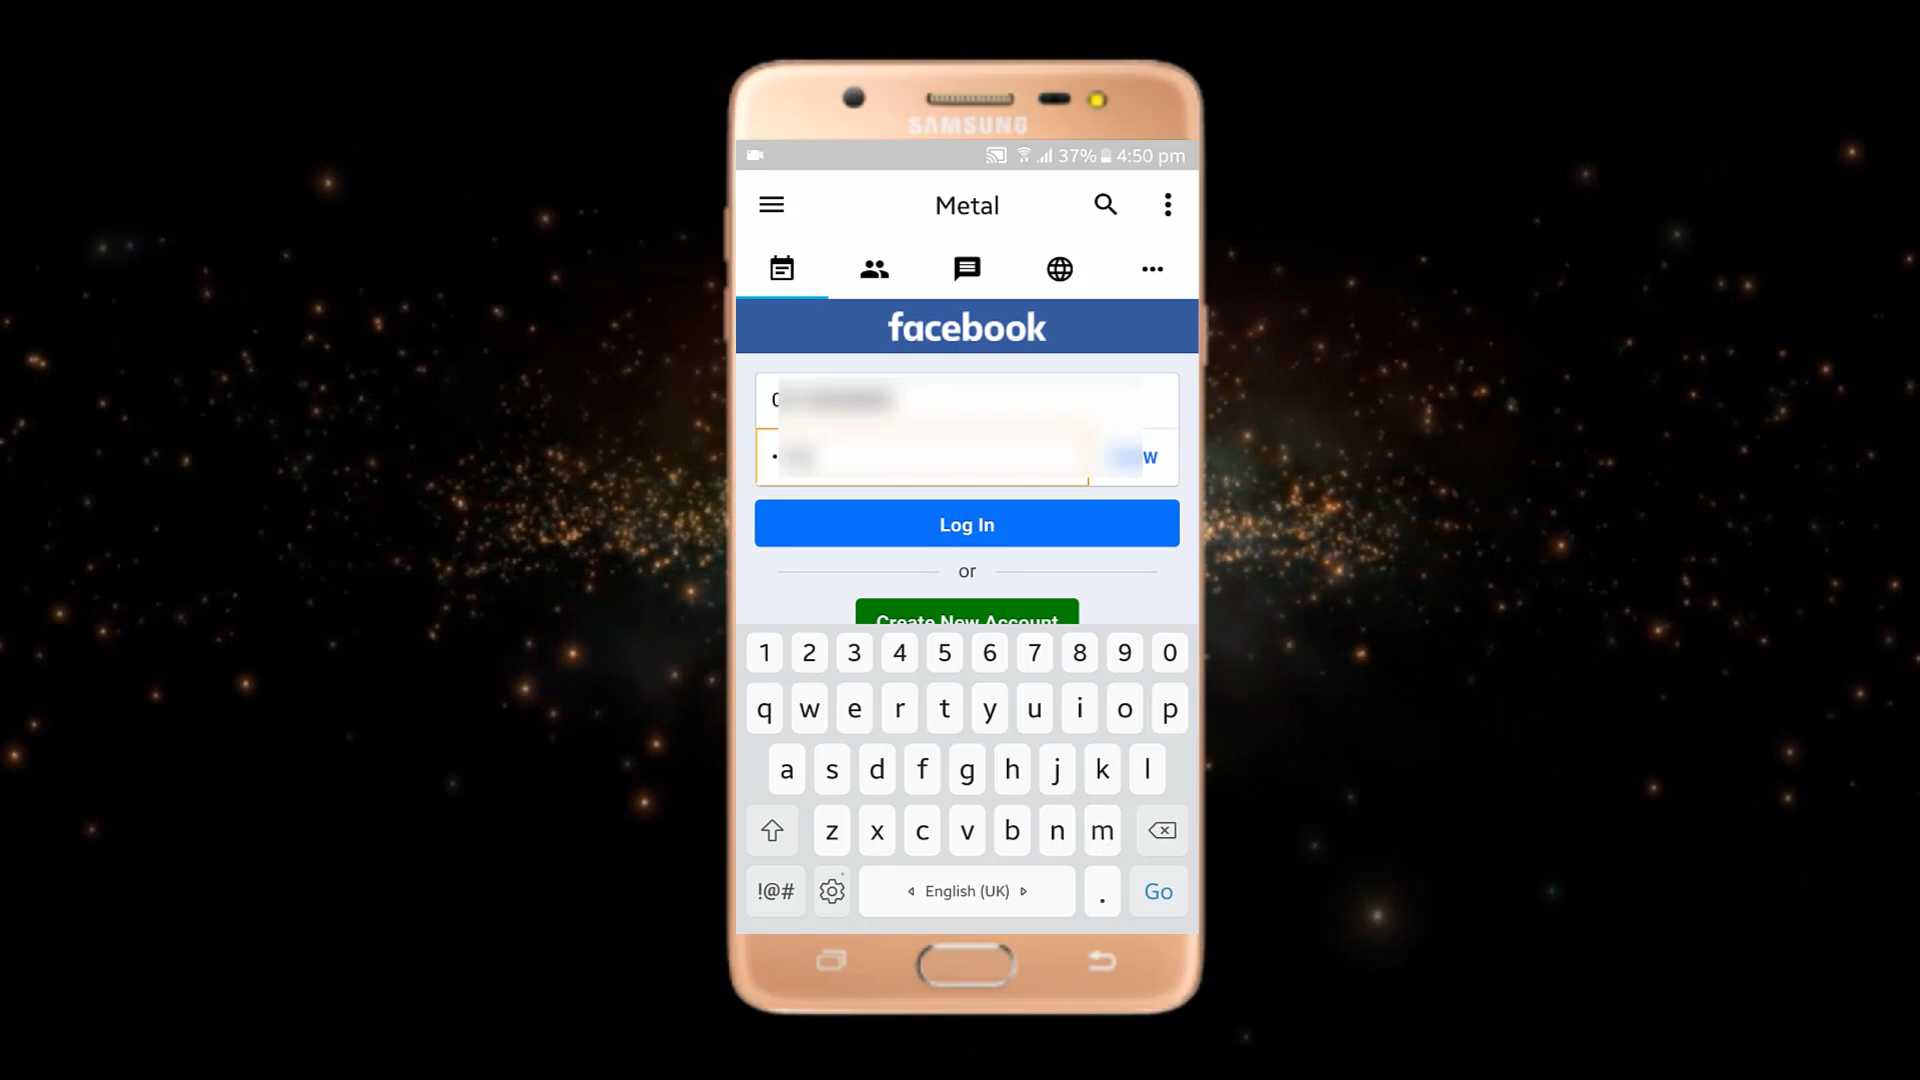 SAMSUNG
37% 4:50 pm
Metal
facebook
Log In
or
Create New Account
1 2 3 4 5 6 7 8 9 0
q w e r t y u i o p
a s d f g h j k l
z x c v b n m
!@# English (UK) . Go